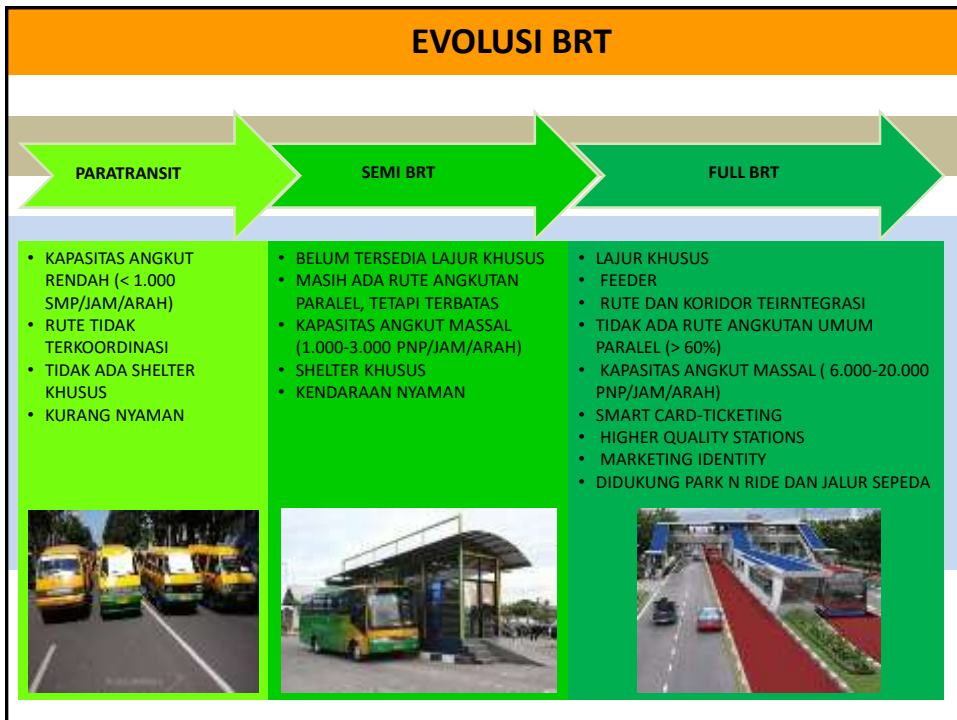 EVOLUSI BRT
PARATRANSIT
SEMI BRT
FULL BRT
• KAPASITAS ANGKUT
RENDAH (< 1.000
SMP/JAM/ARAH)
• RUTE TIDAK
TERKOORDINASI
• TIDAK ADA SHELTER
KHUSUS
• KURANG NYAMAN
• BELUM TERSEDIA LAJUR KHUSUS
• MASIH ADA RUTE ANGKUTAN
PARALEL, TETAPI TERBATAS
• KAPASITAS ANGKUT MASSAL
(1.000-3.000 PNP/JAM/ARAH)
• SHELTER KHUSUS
• KENDARAAN NYAMAN
• LAJUR KHUSUS
• FEEDER
• RUTE DAN KORIDOR TEIRNTEGRASI
• TIDAK ADA RUTE ANGKUTAN UMUM
PARALEL (> 60%)
• KAPASITAS ANGKUT MASSAL ( 6.000-20.000
PNP/JAM/ARAH)
• SMART CARD-TICKETING
• HIGHER QUALITY STATIONS
• MARKETING IDENTITY
• DIDUKUNG PARK N RIDE DAN JALUR SEPEDA